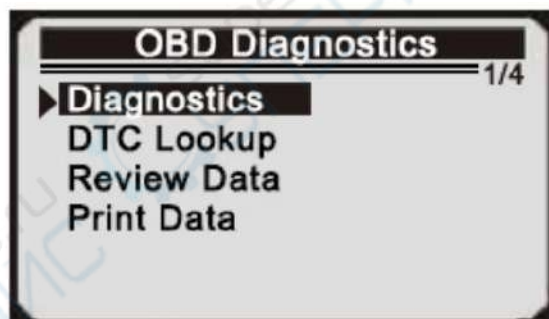 OBD Diagnostics
1/4
Diagnostics
DTC Lookup
Review Data
Print Data